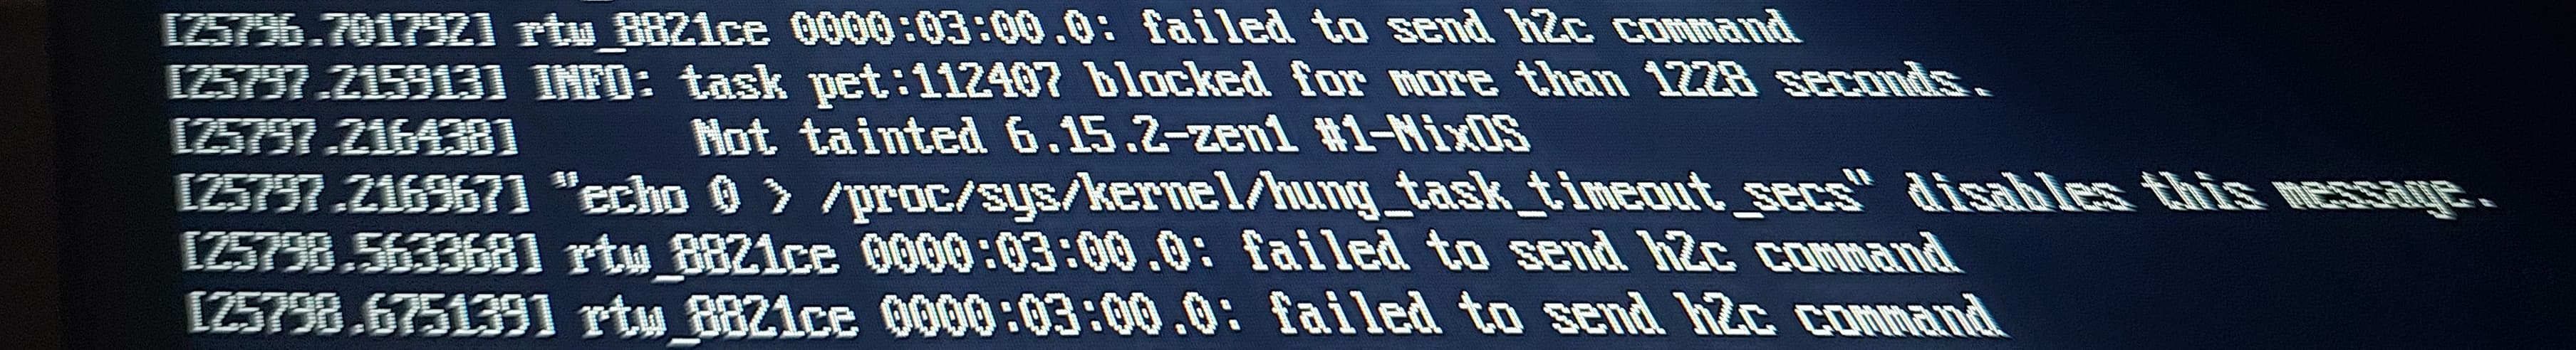 [25796.701792] rtw_8821ce 0000:03:00.0: failed to send h2c command
[25797.215913] INFO: task pet:112407 blocked for more than 1228 seconds.
[25797.216438]       Not tainted 6.15.2-zen1 #1-NixOS
[25797.216967] "echo 0 > /proc/sys/kernel/hung_task_timeout_secs" disables this message.
[25798.563368] rtw_8821ce 0000:03:00.0: failed to send h2c command
[25798.675139] rtw_8821ce 0000:03:00.0: failed to send h2c command